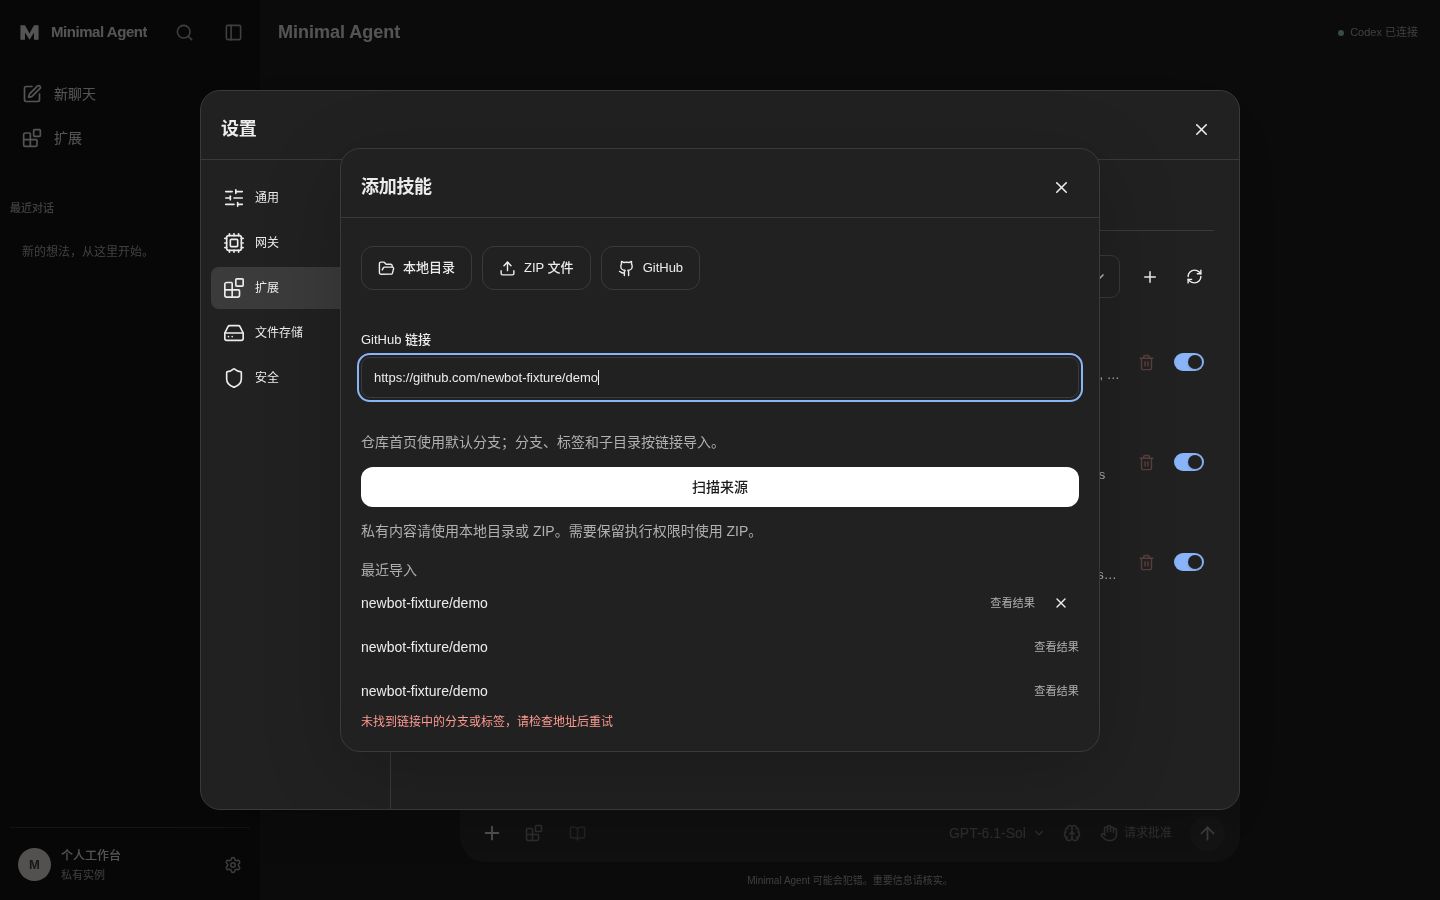 Minimal Agent
Minimal Agent
Codex 已连接
新聊天
扩展
最近对话
新的想法，从这里开始。
设置
通用
网关
扩展
文件存储
安全
添加技能
本地目录
ZIP 文件
GitHub
GitHub 链接
https://github.com/newbot-fixture/demo
仓库首页使用默认分支；分支、标签和子目录按链接导入。
扫描来源
私有内容请使用本地目录或 ZIP。需要保留执行权限时使用 ZIP。
最近导入
newbot-fixture/demo 查看结果
newbot-fixture/demo 查看结果
newbot-fixture/demo 查看结果
未找到链接中的分支或标签，请检查地址后重试
, ...
s
s...
GPT-6.1-Sol
请求批准
Minimal Agent 可能会犯错。重要信息请核实。
M
个人工作台
私有实例